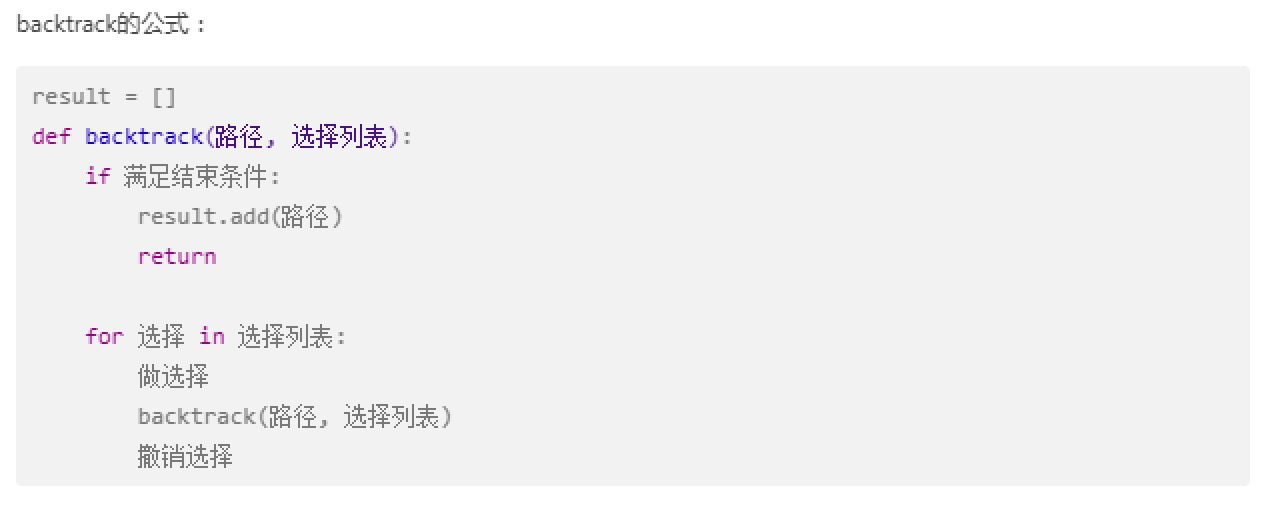 backtrack的公式：
result = []
def backtrack(路径, 选择列表):
    if 满足结束条件:
        result.add(路径)
        return
    for 选择 in 选择列表:
        做选择
        backtrack(路径, 选择列表)
        撤销选择